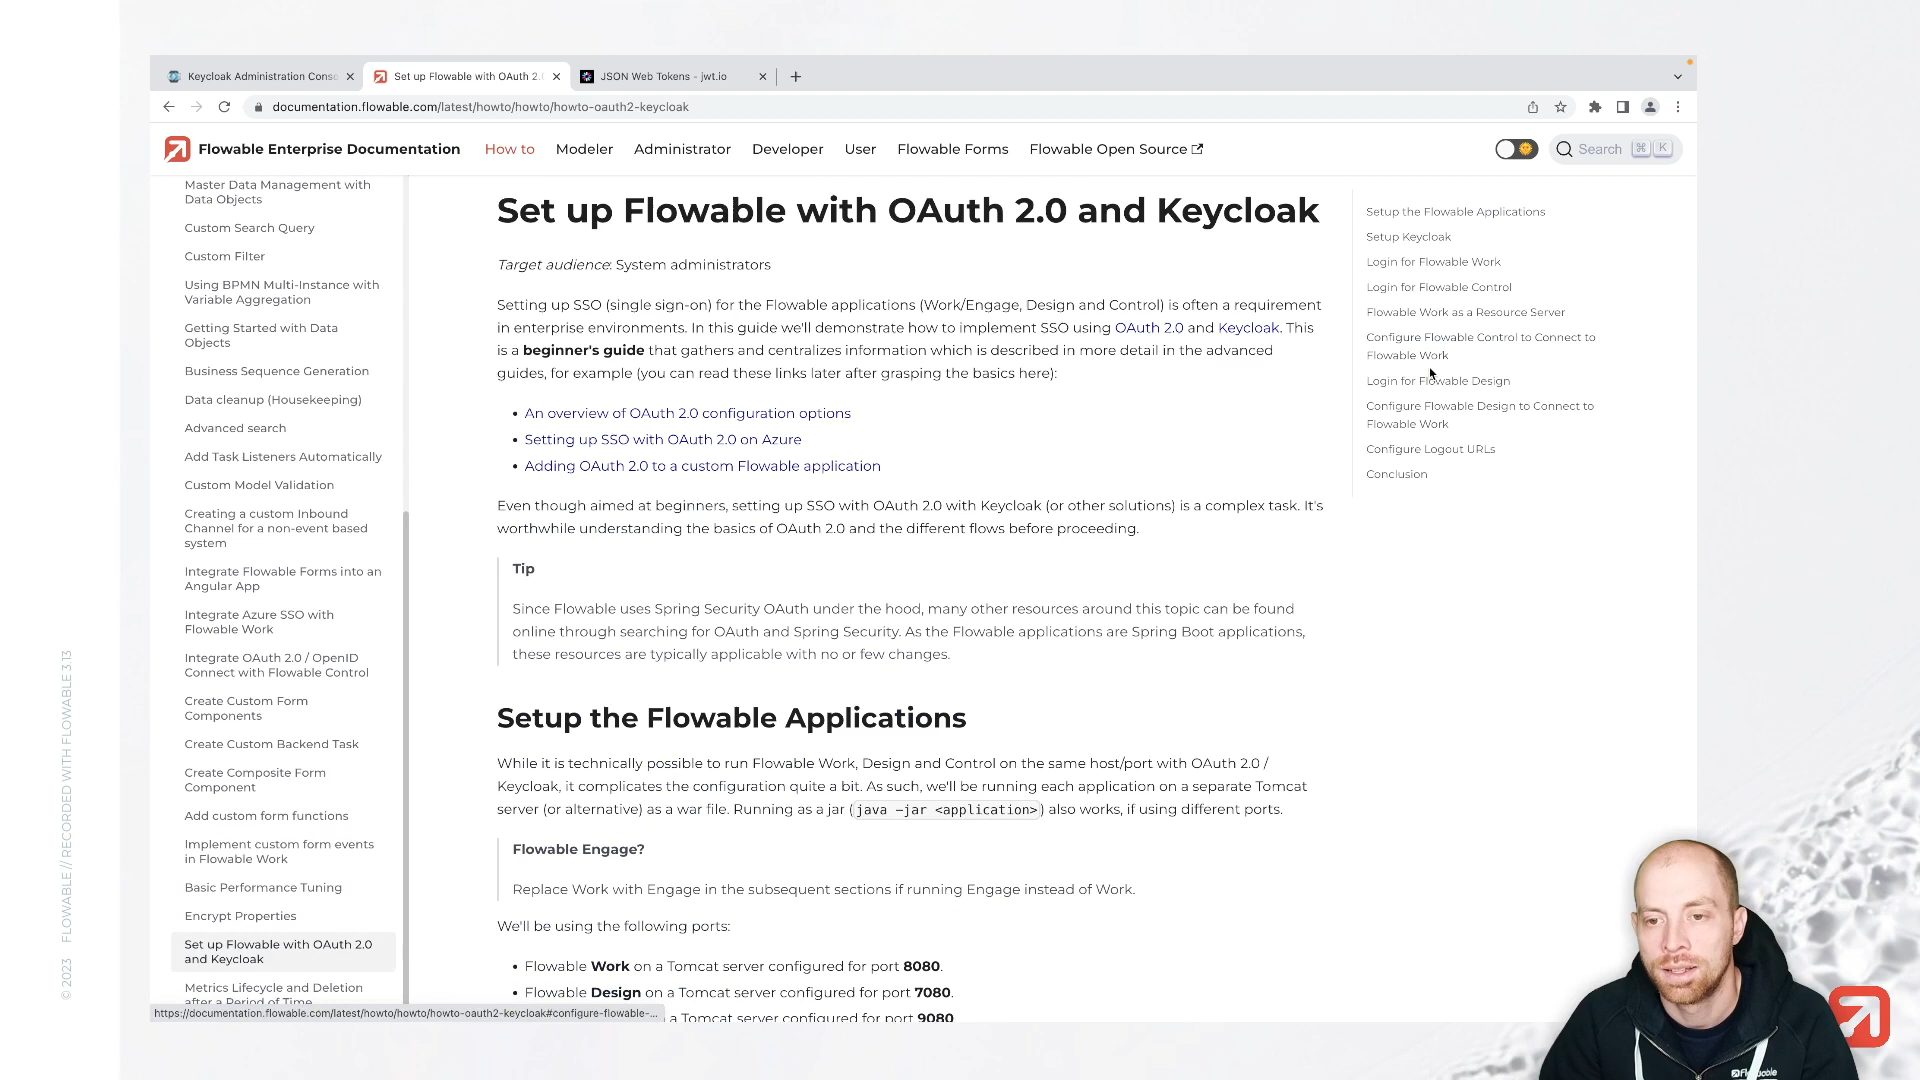 Keycloak Administration Conso
Set up Flowable with OAuth 2.
JSON Web Tokens - jwt.io
documentation.flowable.com/latest/howto/howto/howto-oauth2-keycloak
Flowable Enterprise Documentation
How to
Modeler
Administrator
Developer
User
Flowable Forms
Flowable Open Source
Search
⌘ K
Master Data Management with
Data Objects
Custom Search Query
Custom Filter
Using BPMN Multi-Instance with
Variable Aggregation
Getting Started with Data
Objects
Business Sequence Generation
Data cleanup (Housekeeping)
Advanced search
Add Task Listeners Automatically
Custom Model Validation
Creating a custom Inbound
Channel for a non-event based
system
Integrate Flowable Forms into an
Angular App
Integrate Azure SSO with
Flowable Work
Integrate OAuth 2.0 / OpenID
Connect with Flowable Control
Create Custom Form
Components
Create Custom Backend Task
Create Composite Form
Component
Add custom form functions
Implement custom form events
in Flowable Work
Basic Performance Tuning
Encrypt Properties
Set up Flowable with OAuth 2.0
and Keycloak
Metrics Lifecycle and Deletion
after a Period of Time
https://documentation.flowable.com/latest/howto/howto/howto-oauth2-keycloak#configure-flowable-...
Set up Flowable with OAuth 2.0 and Keycloak
Target audience: System administrators
Setting up SSO (single sign-on) for the Flowable applications (Work/Engage, Design and Control) is often a requirement
in enterprise environments. In this guide we'll demonstrate how to implement SSO using OAuth 2.0 and Keycloak. This
is a beginner's guide that gathers and centralizes information which is described in more detail in the advanced
guides, for example (you can read these links later after grasping the basics here):
• An overview of OAuth 2.0 configuration options
• Setting up SSO with OAuth 2.0 on Azure
• Adding OAuth 2.0 to a custom Flowable application
Even though aimed at beginners, setting up SSO with OAuth 2.0 with Keycloak (or other solutions) is a complex task. It's
worthwhile understanding the basics of OAuth 2.0 and the different flows before proceeding.
Tip
Since Flowable uses Spring Security OAuth under the hood, many other resources around this topic can be found
online through searching for OAuth and Spring Security. As the Flowable applications are Spring Boot applications,
these resources are typically applicable with no or few changes.
Setup the Flowable Applications
While it is technically possible to run Flowable Work, Design and Control on the same host/port with OAuth 2.0 /
Keycloak, it complicates the configuration quite a bit. As such, we'll be running each application on a separate Tomcat
server (or alternative) as a war file. Running as a jar (java -jar <application>) also works, if using different ports.
Flowable Engage?
Replace Work with Engage in the subsequent sections if running Engage instead of Work.
We'll be using the following ports:
• Flowable Work on a Tomcat server configured for port 8080.
• Flowable Design on a Tomcat server configured for port 7080.
a Tomcat server configured for port 9080
Setup the Flowable Applications
Setup Keycloak
Login for Flowable Work
Login for Flowable Control
Flowable Work as a Resource Server
Configure Flowable Control to Connect to
Flowable Work
Login for Flowable Design
Configure Flowable Design to Connect to
Flowable Work
Configure Logout URLs
Conclusion
© 2023 FLOWABLE // RECORDED WITH FLOWABLE 3.13
Flowable